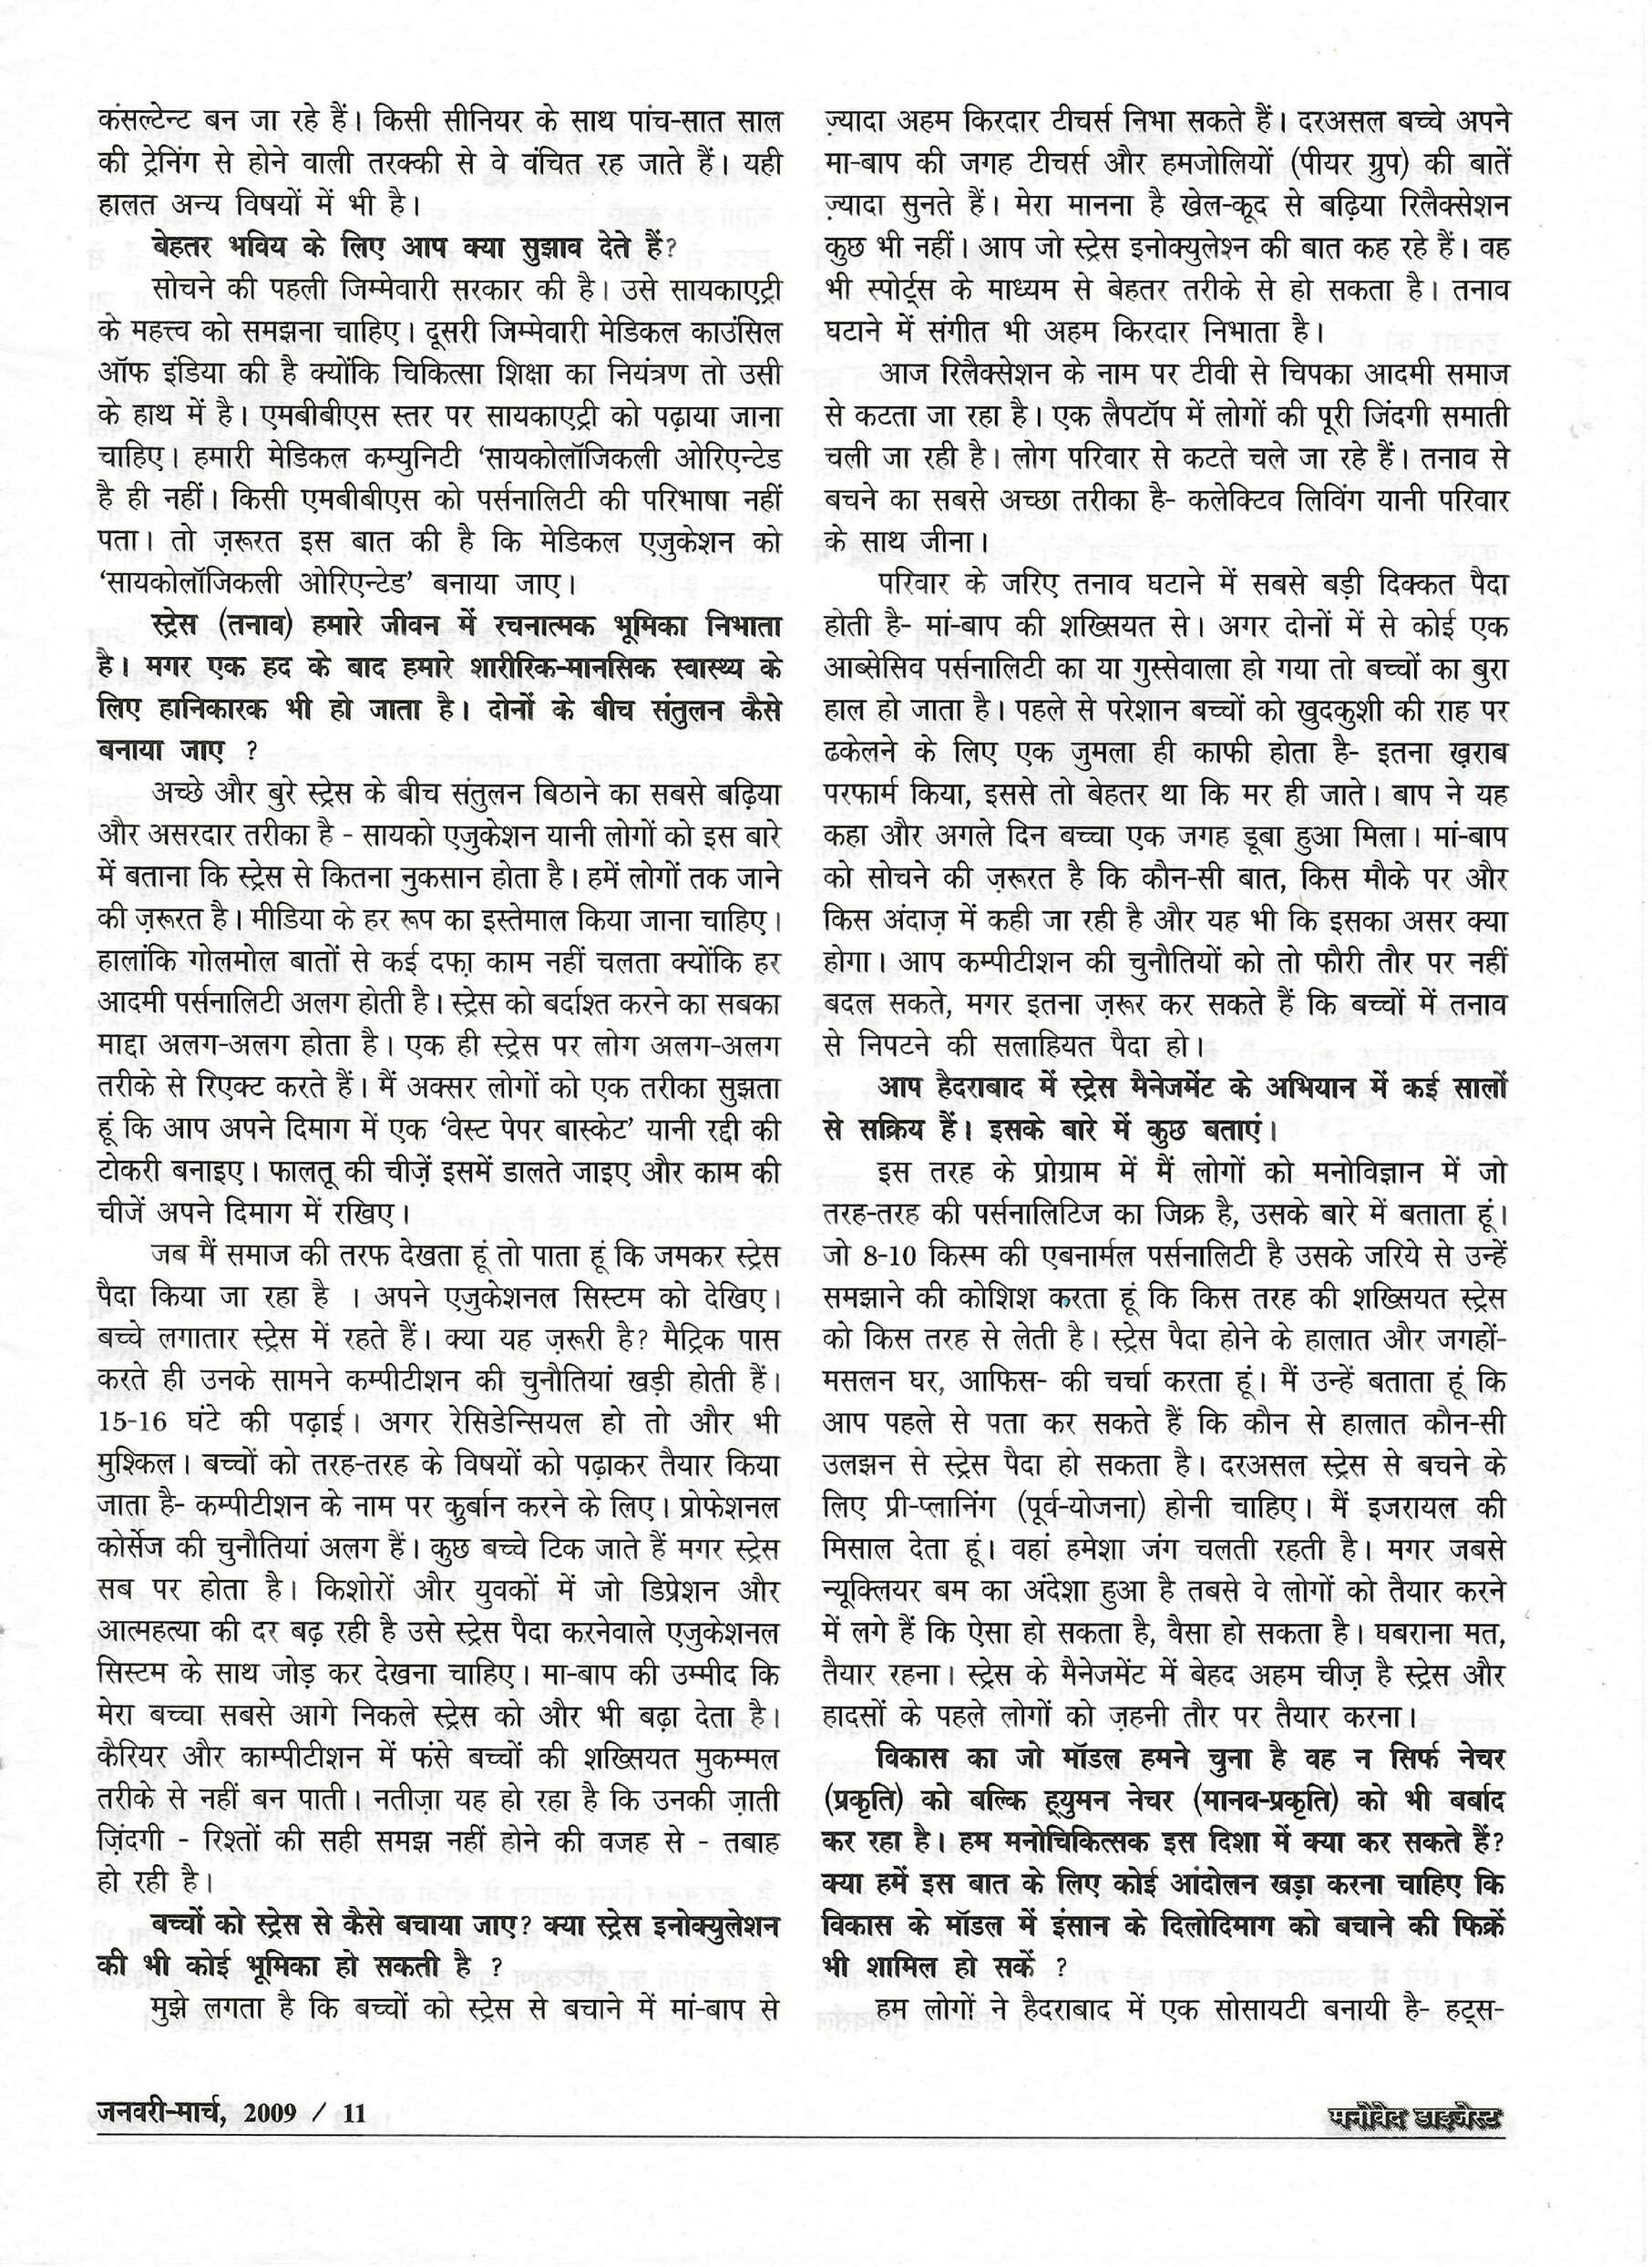 कंसल्टेन्ट बन जा रहे हैं। किसी सीनियर के साथ पांच-सात साल
की ट्रेनिंग से होने वाली तरक्की से वे वंचित रह जाते हैं। यही
हालत अन्य विषयों में भी है।
बेहतर भविय के लिए आप क्या सुझाव देते हैं?
सोचने की पहली जिम्मेवारी सरकार की है। उसे सायकाएट्री
के महत्त्व को समझना चाहिए। दूसरी जिम्मेवारी मेडिकल काउंसिल
ऑफ इंडिया की है क्योंकि चिकित्सा शिक्षा का नियंत्रण तो उसी
के हाथ में है। एमबीबीएस स्तर पर सायकाएट्री को पढ़ाया जाना
चाहिए। हमारी मेडिकल कम्युनिटी ‘सायकोलॉजिकली ओरिएन्टेड
है ही नहीं। किसी एमबीबीएस को पर्सनालिटी की परिभाषा नहीं
पता। तो ज़रूरत इस बात की है कि मेडिकल एजुकेशन को
‘सायकोलॉजिकली ओरिएन्टेड’ बनाया जाए।
स्ट्रेस (तनाव) हमारे जीवन में रचनात्मक भूमिका निभाता
है। मगर एक हद के बाद हमारे शारीरिक-मानसिक स्वास्थ्य के
लिए हानिकारक भी हो जाता है। दोनों के बीच संतुलन कैसे
बनाया जाए ?
अच्छे और बुरे स्ट्रेस के बीच संतुलन बिठाने का सबसे बढ़िया
और असरदार तरीका है - सायको एजुकेशन यानी लोगों को इस बारे
में बताना कि स्ट्रेस से कितना नुकसान होता है। हमें लोगों तक जाने
की ज़रूरत है। मीडिया के हर रूप का इस्तेमाल किया जाना चाहिए।
हालांकि गोलमोल बातों से कई दफा़ काम नहीं चलता क्योंकि हर
आदमी पर्सनालिटी अलग होती है। स्ट्रेस को बर्दाश्त करने का सबका
माद्दा अलग-अलग होता है। एक ही स्ट्रेस पर लोग अलग-अलग
तरीके से रिएक्ट करते हैं। मैं अक्सर लोगों को एक तरीका सुझता
हूं कि आप अपने दिमाग में एक ‘वेस्ट पेपर बास्केट’ यानी रद्दी की
टोकरी बनाइए। फालतू की चीज़ें इसमें डालते जाइए और काम की
चीजें अपने दिमाग में रखिए।
जब मैं समाज की तरफ देखता हूं तो पाता हूं कि जमकर स्ट्रेस
पैदा किया जा रहा है । अपने एजुकेशनल सिस्टम को देखिए।
बच्चे लगातार स्ट्रेस में रहते हैं। क्या यह ज़रूरी है? मैट्रिक पास
करते ही उनके सामने कम्पीटीशन की चुनौतियां खड़ी होती हैं।
15-16 घंटे की पढ़ाई। अगर रेसिडेन्सियल हो तो और भी
मुश्किल। बच्चों को तरह-तरह के विषयों को पढ़ाकर तैयार किया
जाता है- कम्पीटीशन के नाम पर कुर्बान करने के लिए। प्रोफेशनल
कोर्सेज की चुनौतियां अलग हैं। कुछ बच्चे टिक जाते हैं मगर स्ट्रेस
सब पर होता है। किशोरों और युवकों में जो डिप्रेशन और
आत्महत्या की दर बढ़ रही है उसे स्ट्रेस पैदा करनेवाले एजुकेशनल
सिस्टम के साथ जोड़ कर देखना चाहिए। मा-बाप की उम्मीद कि
मेरा बच्चा सबसे आगे निकले स्ट्रेस को और भी बढ़ा देता है।
कैरियर और काम्पीटीशन में फंसे बच्चों की शख्सियत मुकम्मल
तरीके से नहीं बन पाती। नतीज़ा यह हो रहा है कि उनकी ज़ाती
ज़िंदगी - रिश्तों की सही समझ नहीं होने की वजह से - तबाह
हो रही है।
बच्चों को स्ट्रेस से कैसे बचाया जाए? क्या स्ट्रेस इनोक्युलेशन
की भी कोई भूमिका हो सकती है ?
मुझे लगता है कि बच्चों को स्ट्रेस से बचाने में मां-बाप से
ज़्यादा अहम किरदार टीचर्स निभा सकते हैं। दरअसल बच्चे अपने
मा-बाप की जगह टीचर्स और हमजोलियों (पीयर ग्रुप) की बातें
ज़्यादा सुनते हैं। मेरा मानना है खेल-कूद से बढ़िया रिलैक्सेशन
कुछ भी नहीं। आप जो स्ट्रेस इनोक्युलेश्न की बात कह रहे हैं। वह
भी स्पोर्ट्स के माध्यम से बेहतर तरीके से हो सकता है। तनाव
घटाने में संगीत भी अहम किरदार निभाता है।
आज रिलैक्सेशन के नाम पर टीवी से चिपका आदमी समाज
से कटता जा रहा है। एक लैपटॉप में लोगों की पूरी जिंदगी समाती
चली जा रही है। लोग परिवार से कटते चले जा रहे हैं। तनाव से
बचने का सबसे अच्छा तरीका है- कलेक्टिव लिविंग यानी परिवार
के साथ जीना।
परिवार के जरिए तनाव घटाने में सबसे बड़ी दिक्कत पैदा
होती है- मां-बाप की शख्सियत से। अगर दोनों में से कोई एक
आब्सेसिव पर्सनालिटी का या गुस्सेवाला हो गया तो बच्चों का बुरा
हाल हो जाता है। पहले से परेशान बच्चों को खुदकुशी की राह पर
ढकेलने के लिए एक जुमला ही काफी होता है- इतना ख़राब
परफार्म किया, इससे तो बेहतर था कि मर ही जाते। बाप ने यह
कहा और अगले दिन बच्चा एक जगह डूबा हुआ मिला। मां-बाप
को सोचने की ज़रूरत है कि कौन-सी बात, किस मौके पर और
किस अंदाज़ में कही जा रही है और यह भी कि इसका असर क्या
होगा। आप कम्पीटीशन की चुनौतियों को तो फौरी तौर पर नहीं
बदल सकते, मगर इतना ज़रूर कर सकते हैं कि बच्चों में तनाव
से निपटने की सलाहियत पैदा हो।
आप हैदराबाद में स्ट्रेस मैनेजमेंट के अभियान में कई सालों
से सक्रिय हैं। इसके बारे में कुछ बताएं।
इस तरह के प्रोग्राम में मैं लोगों को मनोविज्ञान में जो
तरह-तरह की पर्सनालिटिज का जिक्र है, उसके बारे में बताता हूं।
जो 8-10 किस्म की एबनार्मल पर्सनालिटी है उसके जरिये से उन्हें
समझाने की कोशिश करता हूं कि किस तरह की शख्सियत स्ट्रेस
को किस तरह से लेती है। स्ट्रेस पैदा होने के हालात और जगहों-
मसलन घर, आफिस- की चर्चा करता हूं। मैं उन्हें बताता हूं कि
आप पहले से पता कर सकते हैं कि कौन से हालात कौन-सी
उलझन से स्ट्रेस पैदा हो सकता है। दरअसल स्ट्रेस से बचने के
लिए प्री-प्लानिंग (पूर्व-योजना) होनी चाहिए। मैं इजरायल की
मिसाल देता हूं। वहां हमेशा जंग चलती रहती है। मगर जबसे
न्यूक्लियर बम का अंदेशा हुआ है तबसे वे लोगों को तैयार करने
में लगे हैं कि ऐसा हो सकता है, वैसा हो सकता है। घबराना मत,
तैयार रहना। स्ट्रेस के मैनेजमेंट में बेहद अहम चीज़ है स्ट्रेस और
हादसों के पहले लोगों को ज़हनी तौर पर तैयार करना।
विकास का जो मॉडल हमने चुना है वह न सिर्फ नेचर
(प्रकृति) को बल्कि ह्युमन नेचर (मानव-प्रकृति) को भी बर्बाद
कर रहा है। हम मनोचिकित्सक इस दिशा में क्या कर सकते हैं?
क्या हमें इस बात के लिए कोई आंदोलन खड़ा करना चाहिए कि
विकास के मॉडल में इंसान के दिलोदिमाग को बचाने की फिक्रें
भी शामिल हो सकें ?
हम लोगों ने हैदराबाद में एक सोसायटी बनायी है- हट्स-
जनवरी-मार्च, 2009 / 11
मनोवेद डाइजेस्ट